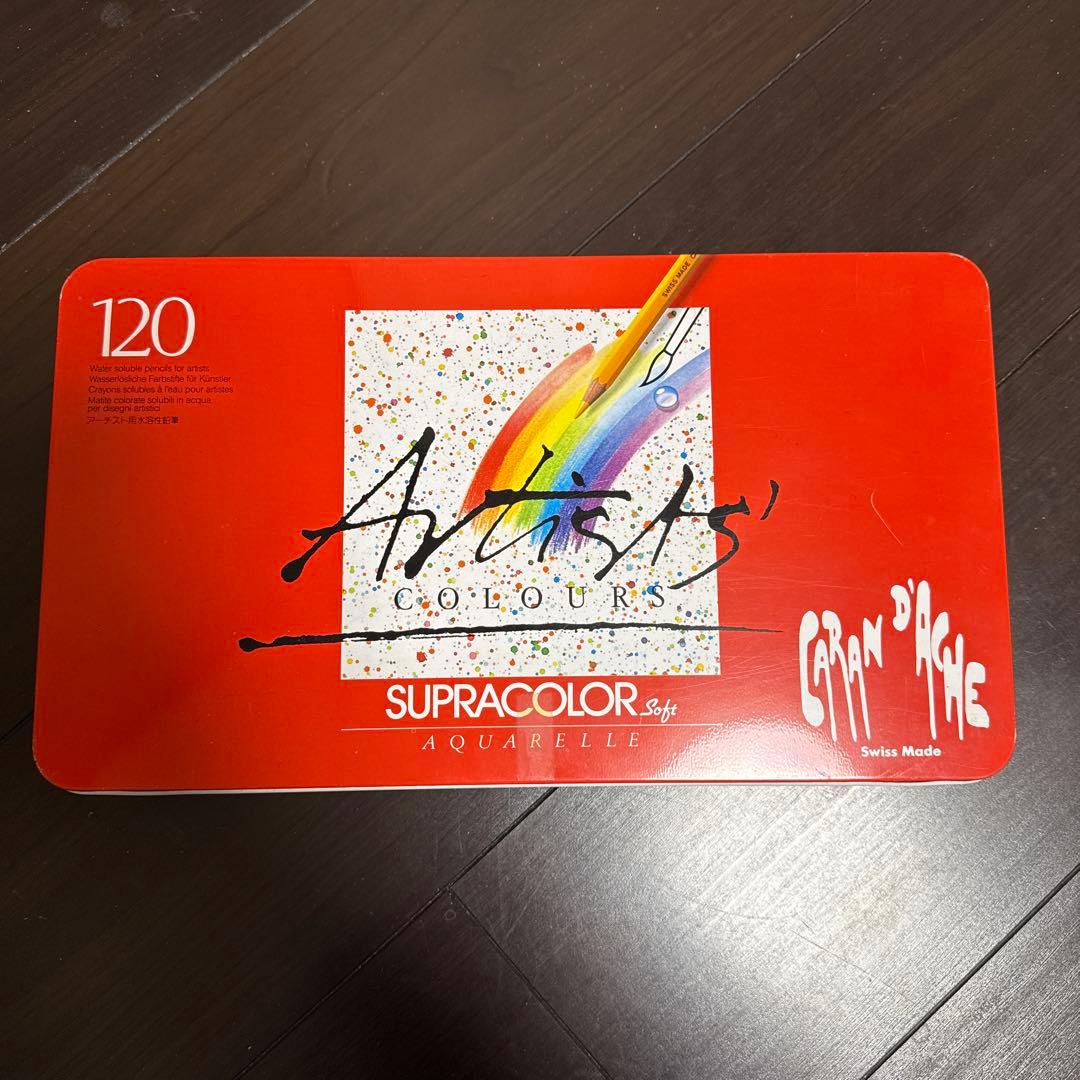 120
Water soluble pencils for artists
Wasserlösliche Farbstifte für Künstler
Crayons solubles à l'eau pour artistes
Matite colorate solubili in acqua
per disegni artistici
アーチスト用水溶性鉛筆
SWISS MADE
Artists'
COLOURS
SUPRACOLOR Soft
AQUARELLE
CARAN D'ACHE
Swiss Made